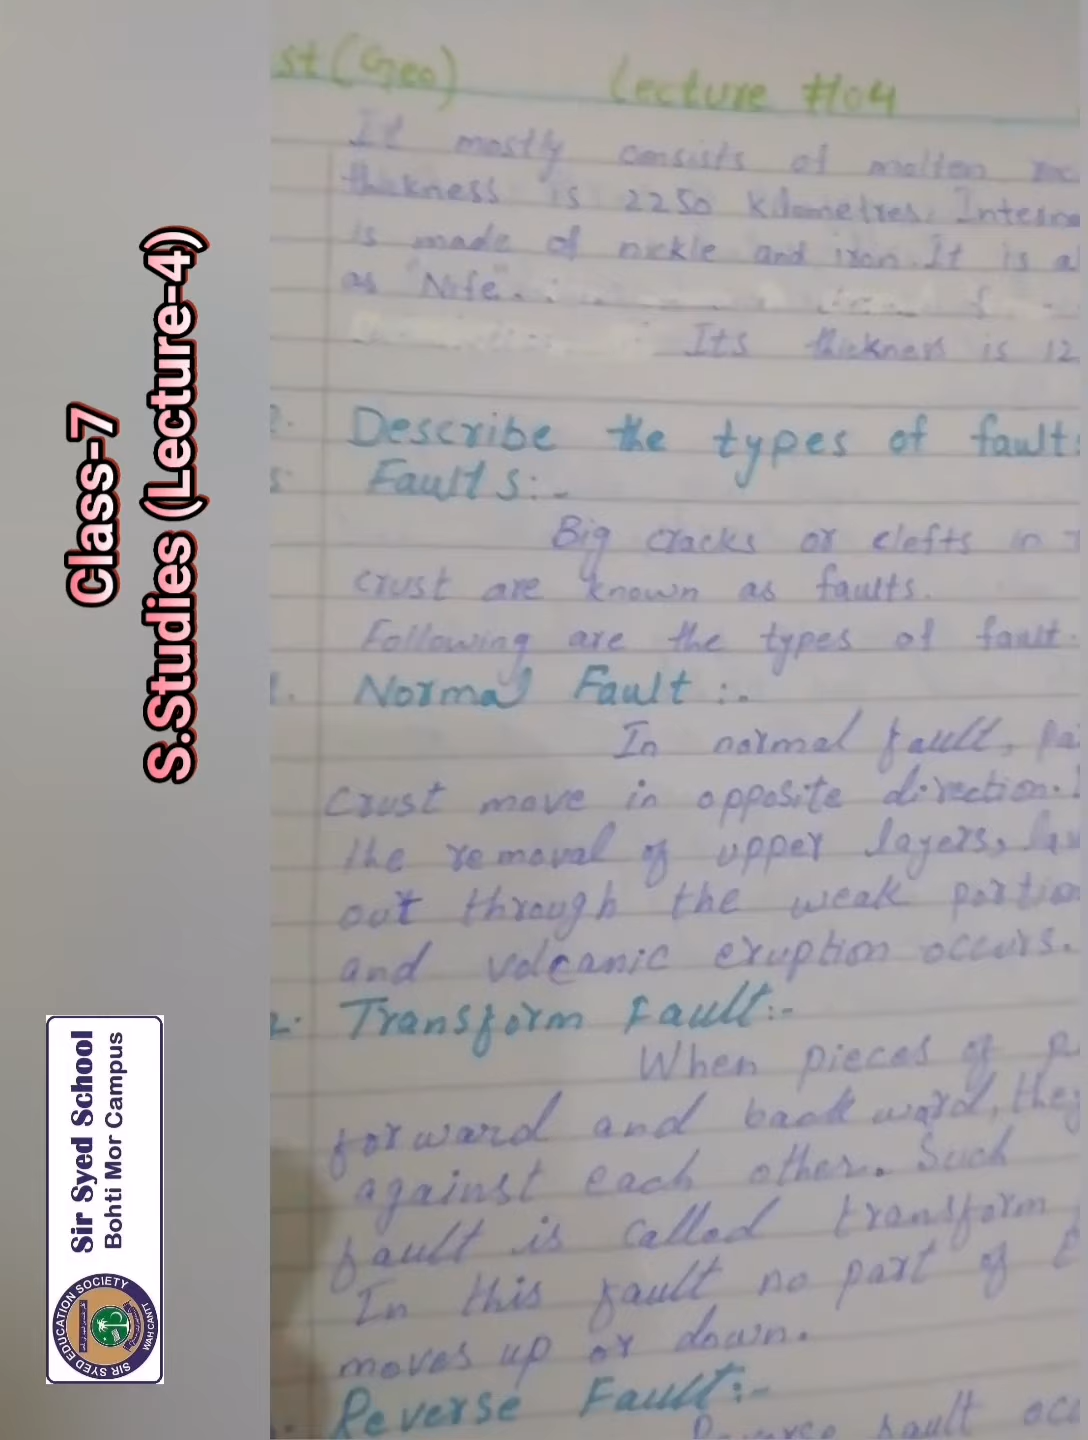 Class-7
S.Studies (Lecture-4)
Sir Syed School
Bohti Mor Campus
SIR SYED EDUCATION SOCIETY
WAH CANTT
st (Geo) Lecture #04
It mostly consists of molten
thickness is 2250 Kilometres. Interna
is made of nickle and iron. It is a
as "Nife".
Its thickness is 12
2. Describe the types of fault
s: Faults:-
Big cracks or clefts in
crust are known as faults.
Following are the types of fault
1. Normal Fault :-
In normal fault, pa
Crust move in opposite direction.
the removal of upper layers, lav
out through the weak portion
and volcanic eruption occurs.
2. Transform Fault:-
When pieces of
forward and backward, they
against each other. Such
fault is called transform
In this fault no part of E
moves up or down.
Reverse Fault:-
Reverse fault occ